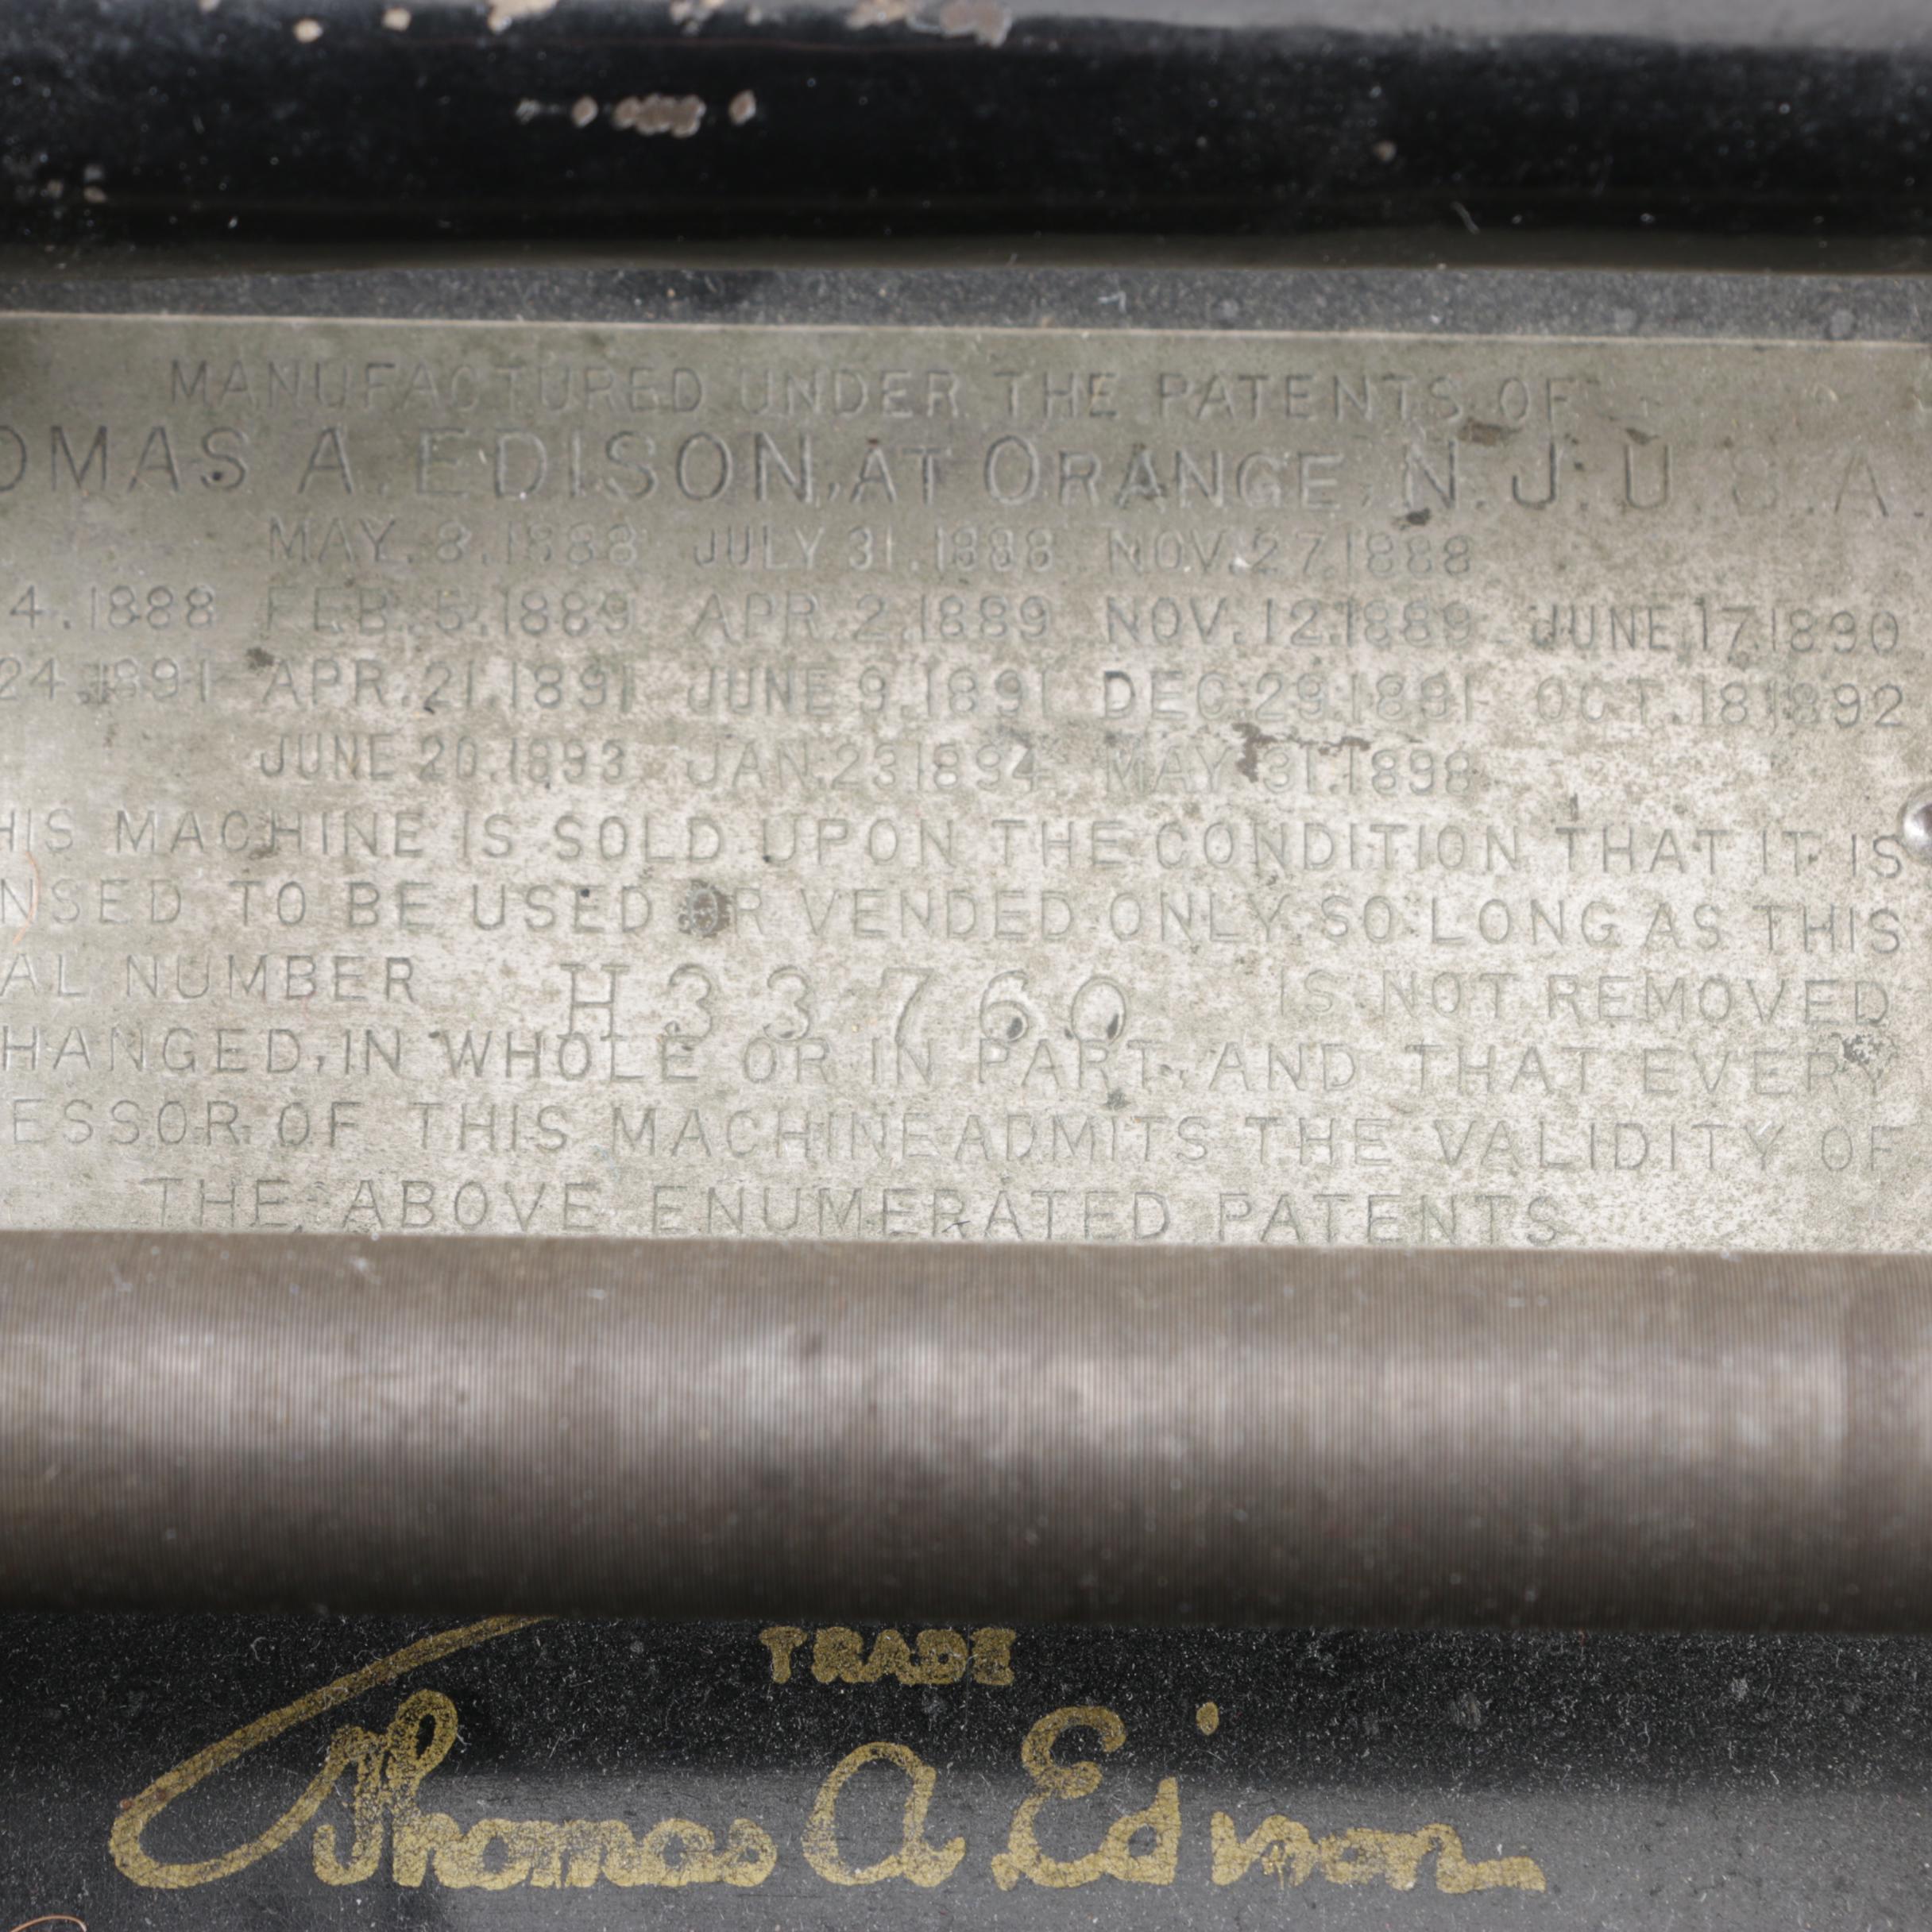 MANUFACTURED UNDER THE PATENTS OF
OMAS A. EDISON, AT ORANGE, N.J. U.S.A.
MAY. 8. 1888 JULY 31. 1888 NOV. 27. 1888
4. 1888 FEB. 5. 1889 APR. 2. 1889 NOV. 12. 1889 JUNE 17. 1890
24. 1891 APR. 21. 1891 JUNE 9. 1891 DEC. 29. 1891 OCT. 18 1892
JUNE 20. 1893 JAN. 23 1894 MAY 31. 1898
HIS MACHINE IS SOLD UPON THE CONDITION THAT IT IS
NSED TO BE USED OR VENDED ONLY SO LONG AS THIS
AL NUMBER H33760 IS NOT REMOVED
HANGED, IN WHOLE OR IN PART, AND THAT EVERY
ESSOR OF THIS MACHINE ADMITS THE VALIDITY OF
THE ABOVE ENUMERATED PATENTS
TRADE
Thomas A Edison